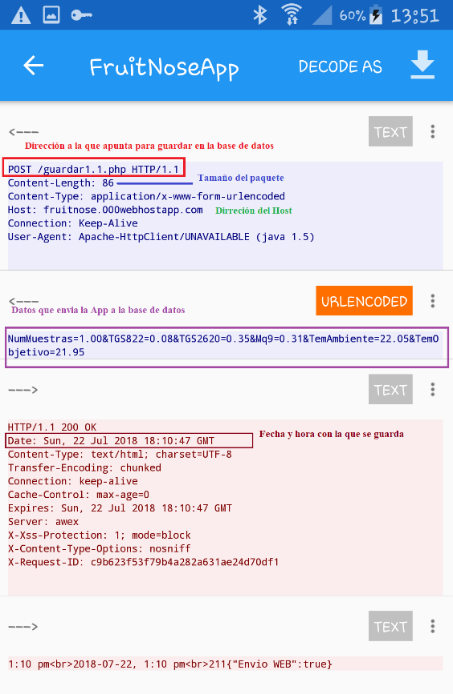 60% 13:51
FruitNoseApp DECODE AS
<--- TEXT
Dirección a la que apunta para guardar en la base de datos
POST /guardar1.1.php HTTP/1.1
Content-Length: 86 Tamaño del paquete
Content-Type: application/x-www-form-urlencoded
Host: fruitnose.000webhostapp.com Dirreción del Host
Connection: Keep-Alive
User-Agent: Apache-HttpClient/UNAVAILABLE (java 1.5)
<--- URLENCODED
Datos que envia la App a la base de datos
NumMuestras=1.00&TGS822=0.08&TGS2620=0.35&Mq9=0.31&TemAmbiente=22.05&TemO
bjetivo=21.95
---> TEXT
HTTP/1.1 200 OK
Date: Sun, 22 Jul 2018 18:10:47 GMT Fecha y hora con la que se guarda
Content-Type: text/html; charset=UTF-8
Transfer-Encoding: chunked
Connection: keep-alive
Cache-Control: max-age=0
Expires: Sun, 22 Jul 2018 18:10:47 GMT
Server: awex
X-Xss-Protection: 1; mode=block
X-Content-Type-Options: nosniff
X-Request-ID: c9b623f53f79b4a282a631ae24d70df1
---> TEXT
1:10 pm<br>2018-07-22, 1:10 pm<br>211{"Envio WEB":true}